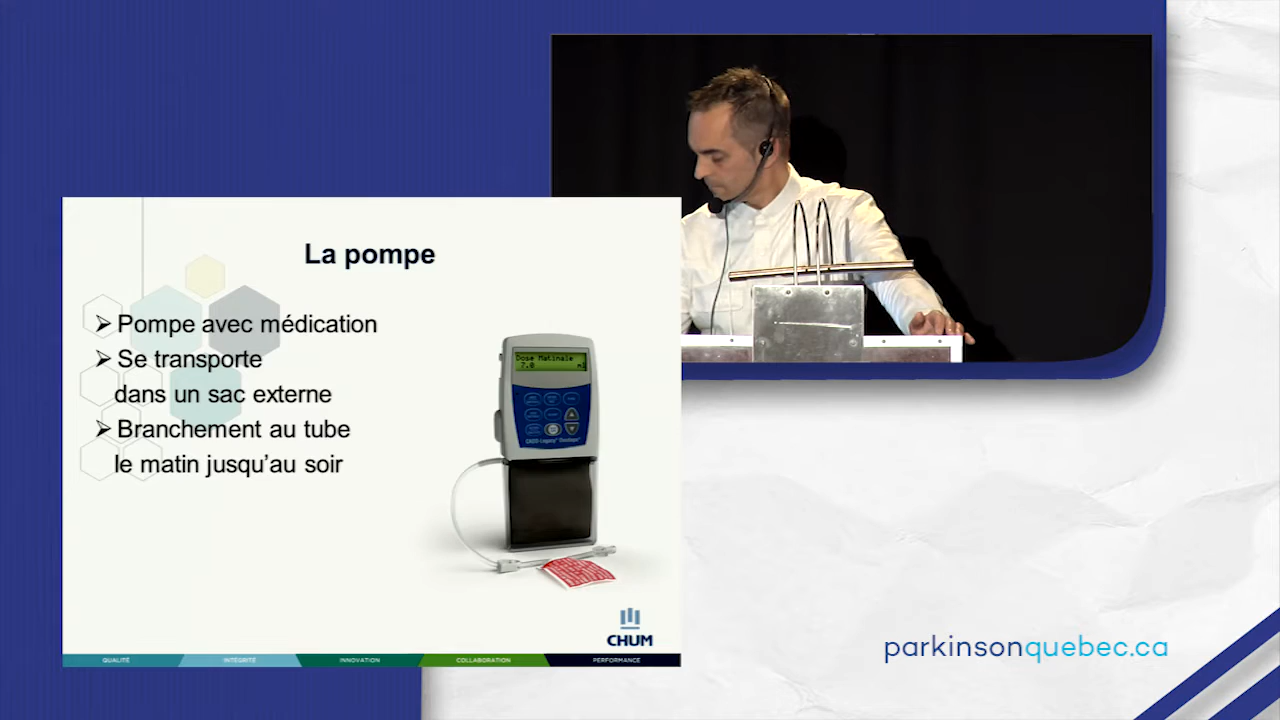 La pompe
➢ Pompe avec médication
➢ Se transporte
dans un sac externe
➢ Branchement au tube
le matin jusqu’au soir
Dose Matinale
7.0 ml
CHUM
QUALITÉ INTÉGRITÉ INNOVATION COLLABORATION PERFORMANCE
parkinsonquebec.ca